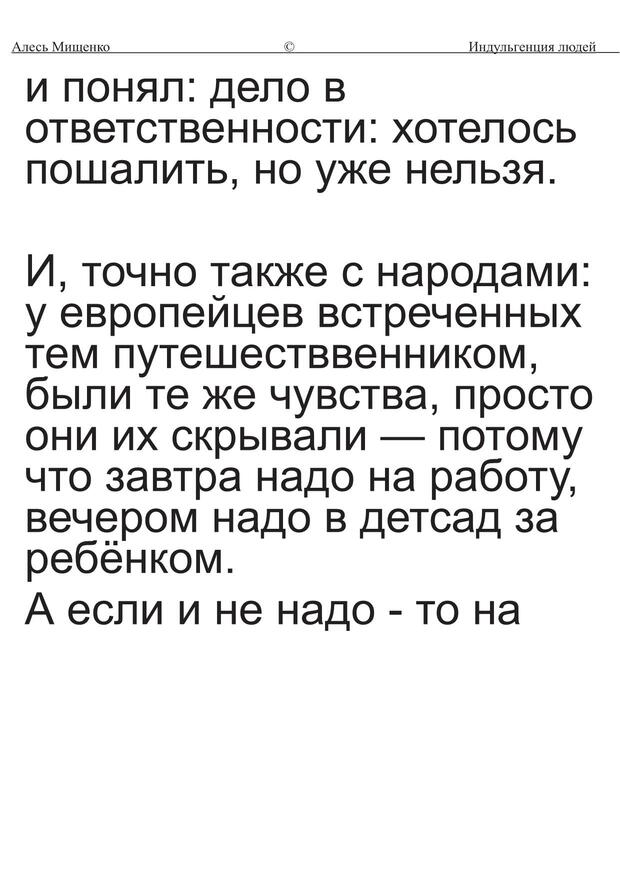 Алесь Мищенко © Индульгенция людей
и понял: дело в
ответственности: хотелось
пошалить, но уже нельзя.
И, точно также с народами:
у европейцев встреченных
тем путешестввенником,
были те же чувства, просто
они их скрывали — потому
что завтра надо на работу,
вечером надо в детсад за
ребёнком.
А если и не надо - то на